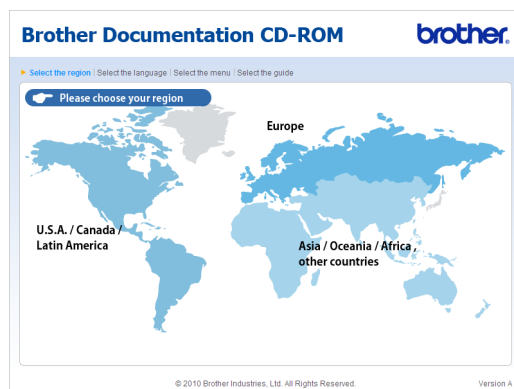 Brother Documentation CD-ROM
brother.
Select the region | Select the language | Select the menu | Select the guide
Please choose your region
Europe
U.S.A. / Canada /
Latin America
Asia / Oceania / Africa ,
other countries
© 2010 Brother Industries, Ltd. All Rights Reserved.
Version A